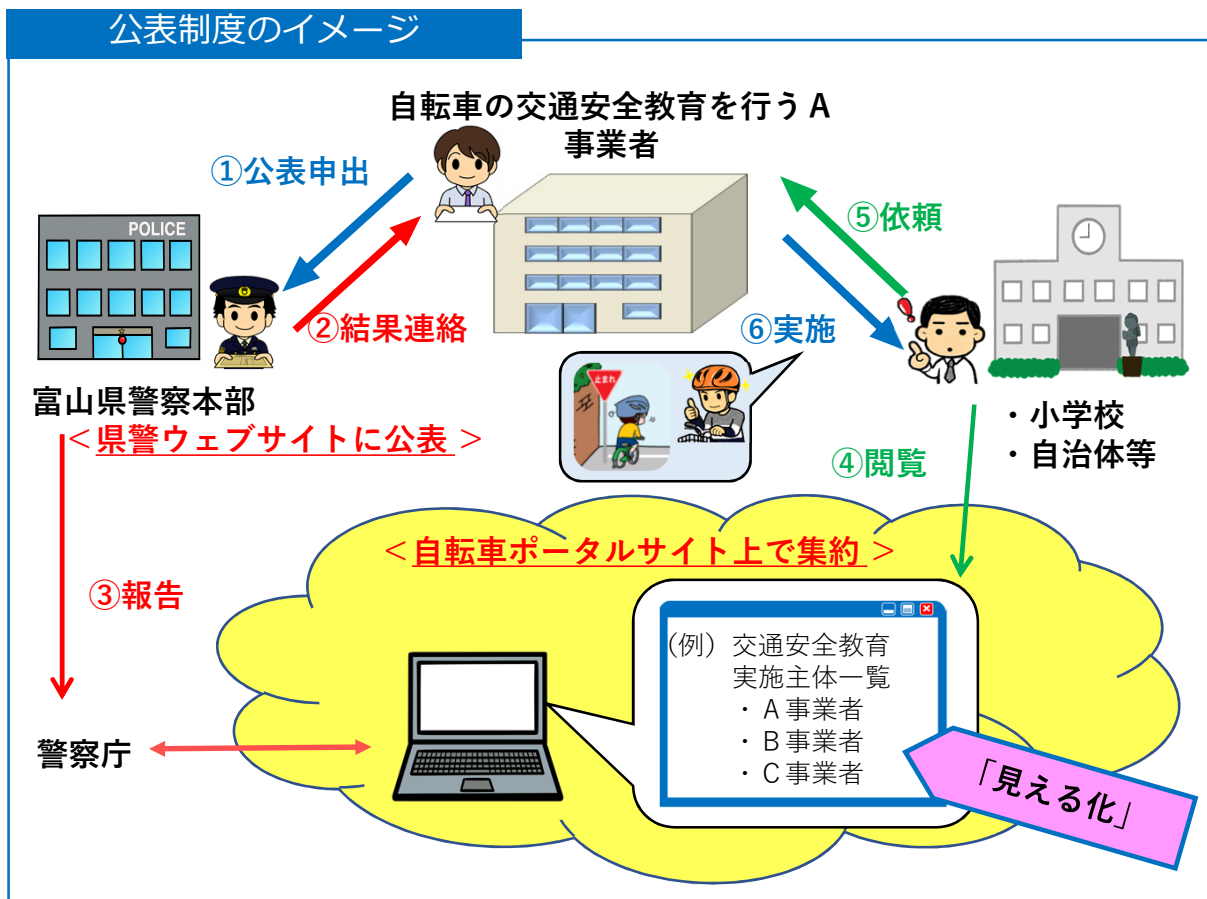 公表制度のイメージ
自転車の交通安全教育を行うA
事業者
①公表申出
⑤依頼
POLICE
②結果連絡
⑥実施
止まれ
富山県警察本部
＜県警ウェブサイトに公表＞
・小学校
・自治体等
④閲覧
＜自転車ポータルサイト上で集約＞
③報告
(例) 交通安全教育
実施主体一覧
・A事業者
・B事業者
・C事業者
警察庁
「見える化」